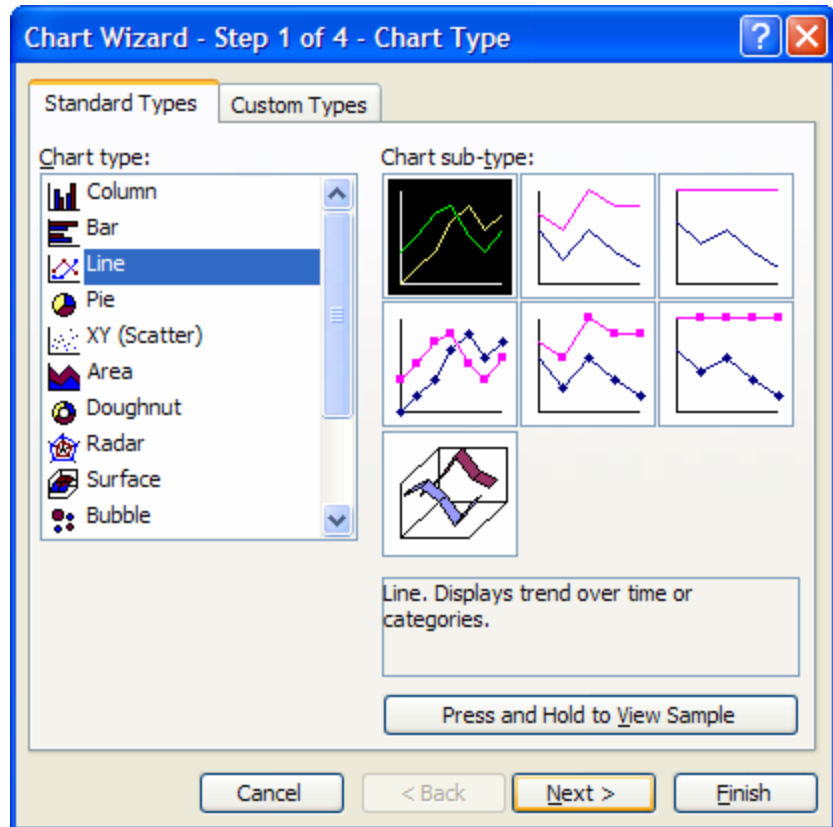 Chart Wizard - Step 1 of 4 - Chart Type
Standard Types
Custom Types
Chart type:
Column
Bar
Line
Pie
XY (Scatter)
Area
Doughnut
Radar
Surface
Bubble
Chart sub-type:
Line. Displays trend over time or
categories.
Press and Hold to View Sample
Cancel
< Back
Next >
Finish